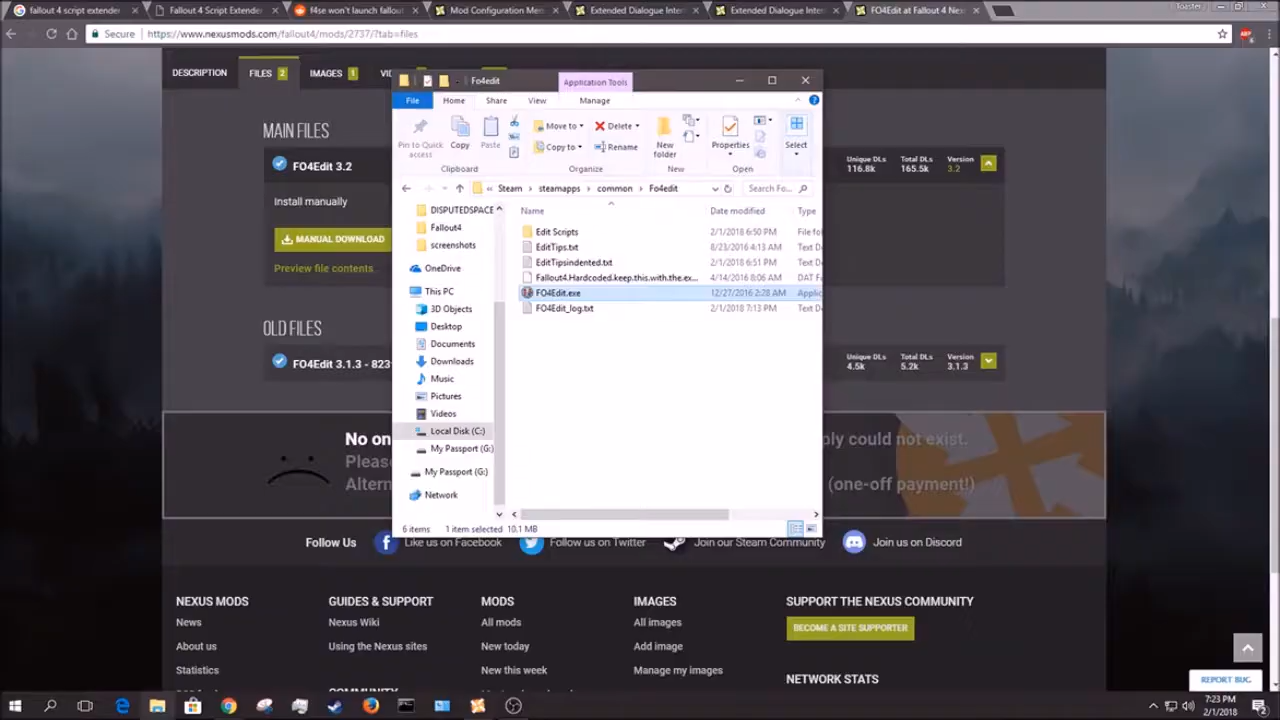 fallout 4 script extender
Fallout 4 Script Extender
f4se won't launch fallout
Mod Configuration Me
Extended Dialogue Inter
Extended Dialogue Inte
FO4Edit at Fallout 4 Nex
Toaster
Secure
https://www.nexusmods.com/fallout4/mods/2737/?tab=files
DESCRIPTION
FILES 2
IMAGES 1
MAIN FILES
FO4Edit 3.2
Unique DLs
116.8k
Total DLs
165.5k
Version
3.2
Install manually
MANUAL DOWNLOAD
Preview file contents
OLD FILES
FO4Edit 3.1.3 - 823
Unique DLs
4.5k
Total DLs
5.2k
Version
3.1.3
Fo4edit
Application Tools
File
Home
Share
View
Manage
Pin to Quick access
Copy
Paste
Move to
Copy to
Delete
Rename
New folder
Properties
Select
Clipboard
Organize
New
Open
« Steam › steamapps › common › Fo4edit
Search Fo...
Name
Date modified
Type
DISPUTEDSPACE
Fallout4
screenshots
OneDrive
This PC
3D Objects
Desktop
Documents
Downloads
Music
Pictures
Videos
Local Disk (C:)
My Passport (G:)
My Passport (G:)
Network
Edit Scripts 2/1/2018 6:50 PM File fo
EditTips.txt 8/23/2016 4:13 AM Text D
EditTipsindented.txt 2/1/2018 6:51 PM Text D
Fallout4.Hardcoded.keep.this.with.the.ex... 4/14/2016 8:06 AM DAT F
FO4Edit.exe 12/27/2016 2:28 AM Applic
FO4Edit_log.txt 2/1/2018 7:13 PM Text D
6 items 1 item selected 10.1 MB
No on
ply could not exist.
Pleas
Altern
(one-off payment!)
Follow Us
Like us on Facebook
Follow us on Twitter
Join our Steam Community
Join us on Discord
NEXUS MODS
News
About us
Statistics
GUIDES & SUPPORT
Nexus Wiki
Using the Nexus sites
COMMUNITY
MODS
All mods
New today
New this week
IMAGES
All images
Add image
Manage my images
SUPPORT THE NEXUS COMMUNITY
BECOME A SITE SUPPORTER
NETWORK STATS
REPORT BUG
7:23 PM
2/1/2018